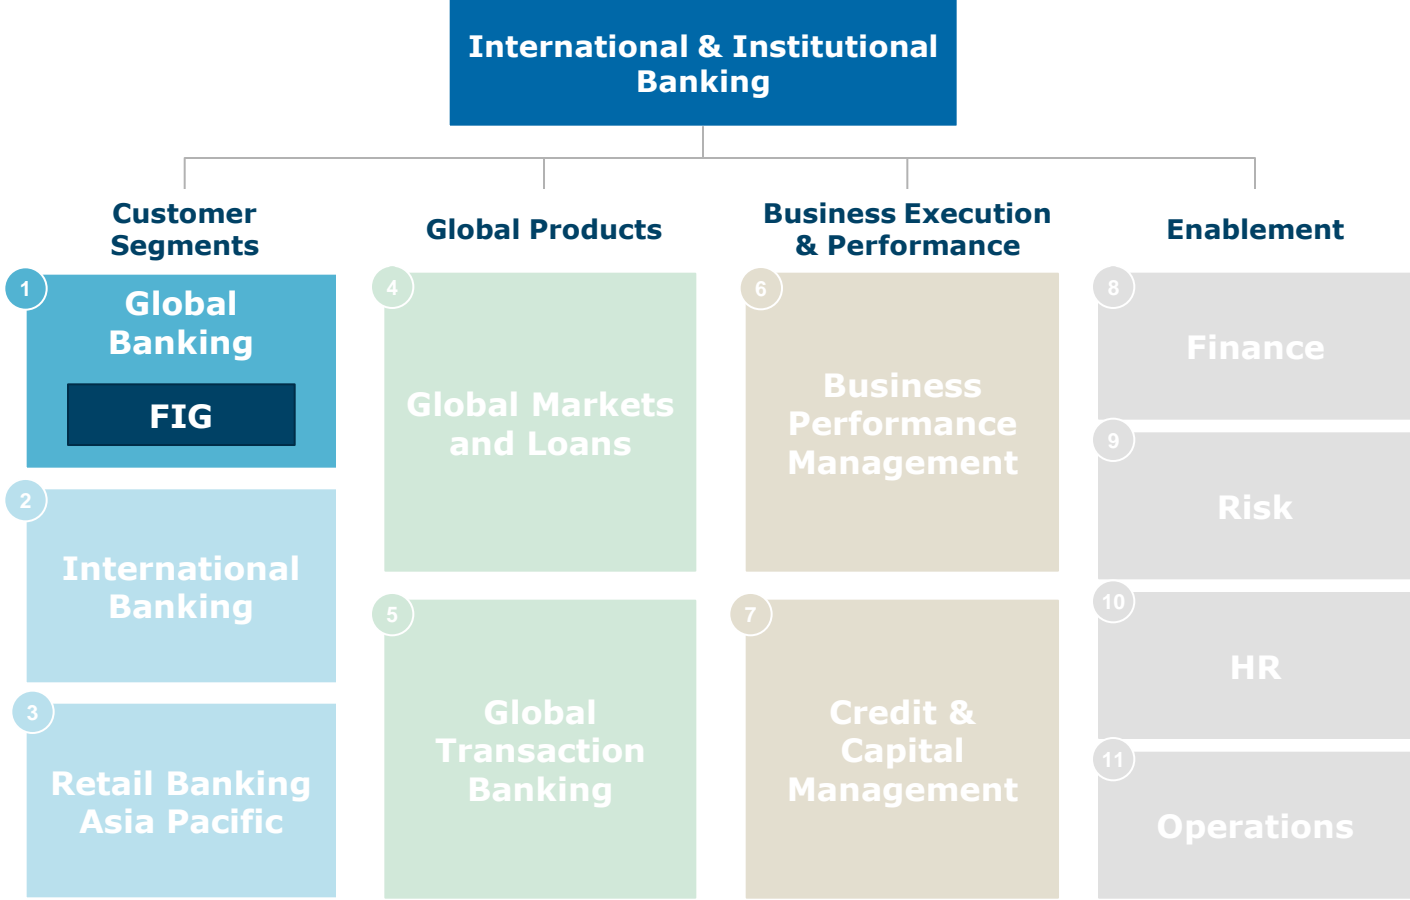 International & Institutional
Banking
Customer
Segments
Global Products
Business Execution
& Performance
Enablement
1
Global
Banking
FIG
2
International
Banking
3
Retail Banking
Asia Pacific
4
Global Markets
and Loans
5
Global
Transaction
Banking
6
Business
Performance
Management
7
Credit &
Capital
Management
8
Finance
9
Risk
10
HR
11
Operations